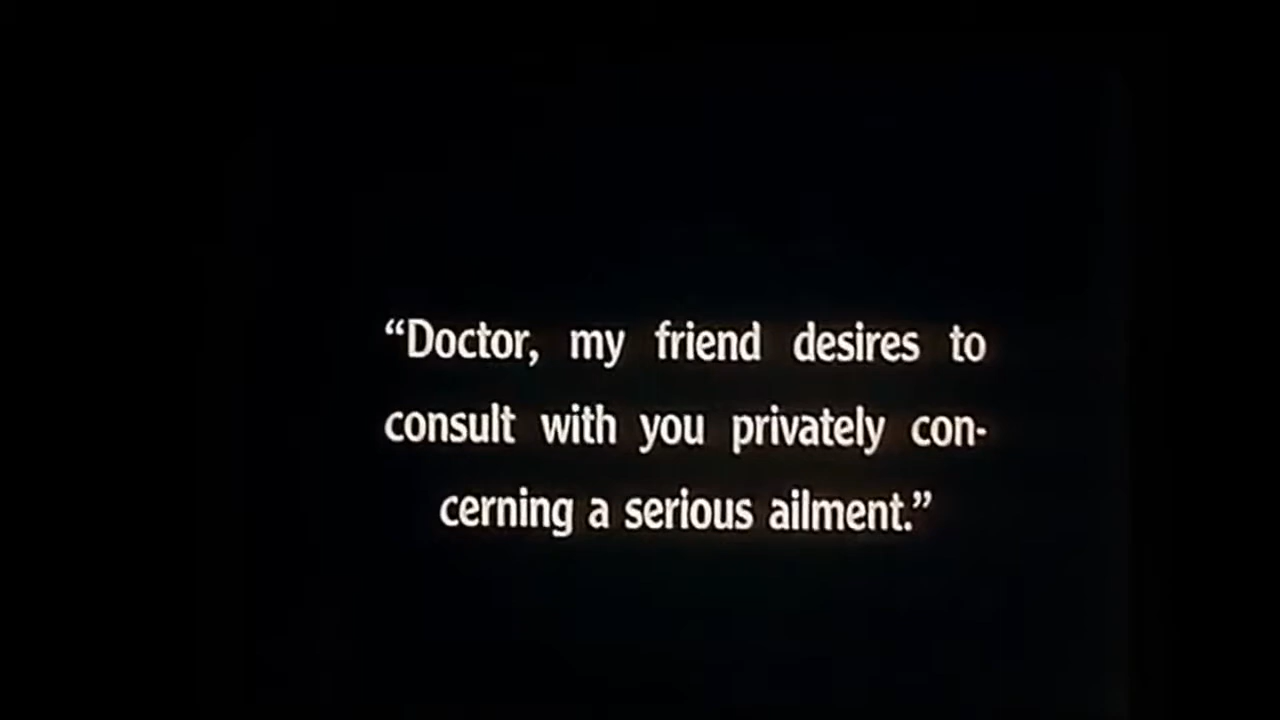 “Doctor, my friend desires to
consult with you privately con-
cerning a serious ailment.”